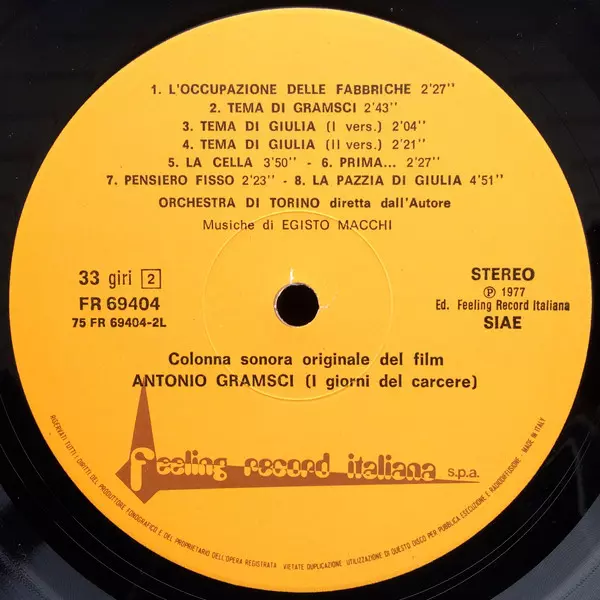 1. L'OCCUPAZIONE DELLE FABBRICHE 2'27''
2. TEMA DI GRAMSCI 2'43''
3. TEMA DI GIULIA (I vers.) 2'04''
4. TEMA DI GIULIA (II vers.) 2'21''
5. LA CELLA 3'50'' - 6. PRIMA... 2'27''
7. PENSIERO FISSO 2'23'' - 8. LA PAZZIA DI GIULIA 4'51''
ORCHESTRA DI TORINO diretta dall'Autore
Musiche di EGISTO MACCHI
33 giri 2
FR 69404
75 FR 69404-2L
STEREO
Ⓟ 1977
Ed. Feeling Record Italiana
SIAE
Colonna sonora originale del film
ANTONIO GRAMSCI (I giorni del carcere)
feeling record italiana s.p.a.
RISERVATI TUTTI I DIRITTI DEL PRODUTTORE FONOGRAFICO E DEL PROPRIETARIO DELL'OPERA REGISTRATA VIETATE DUPLICAZIONE UTILIZZAZIONE DI QUESTO DISCO PER PUBBLICA ESECUZIONE E RADIODIFFUSIONE - MADE IN ITALY